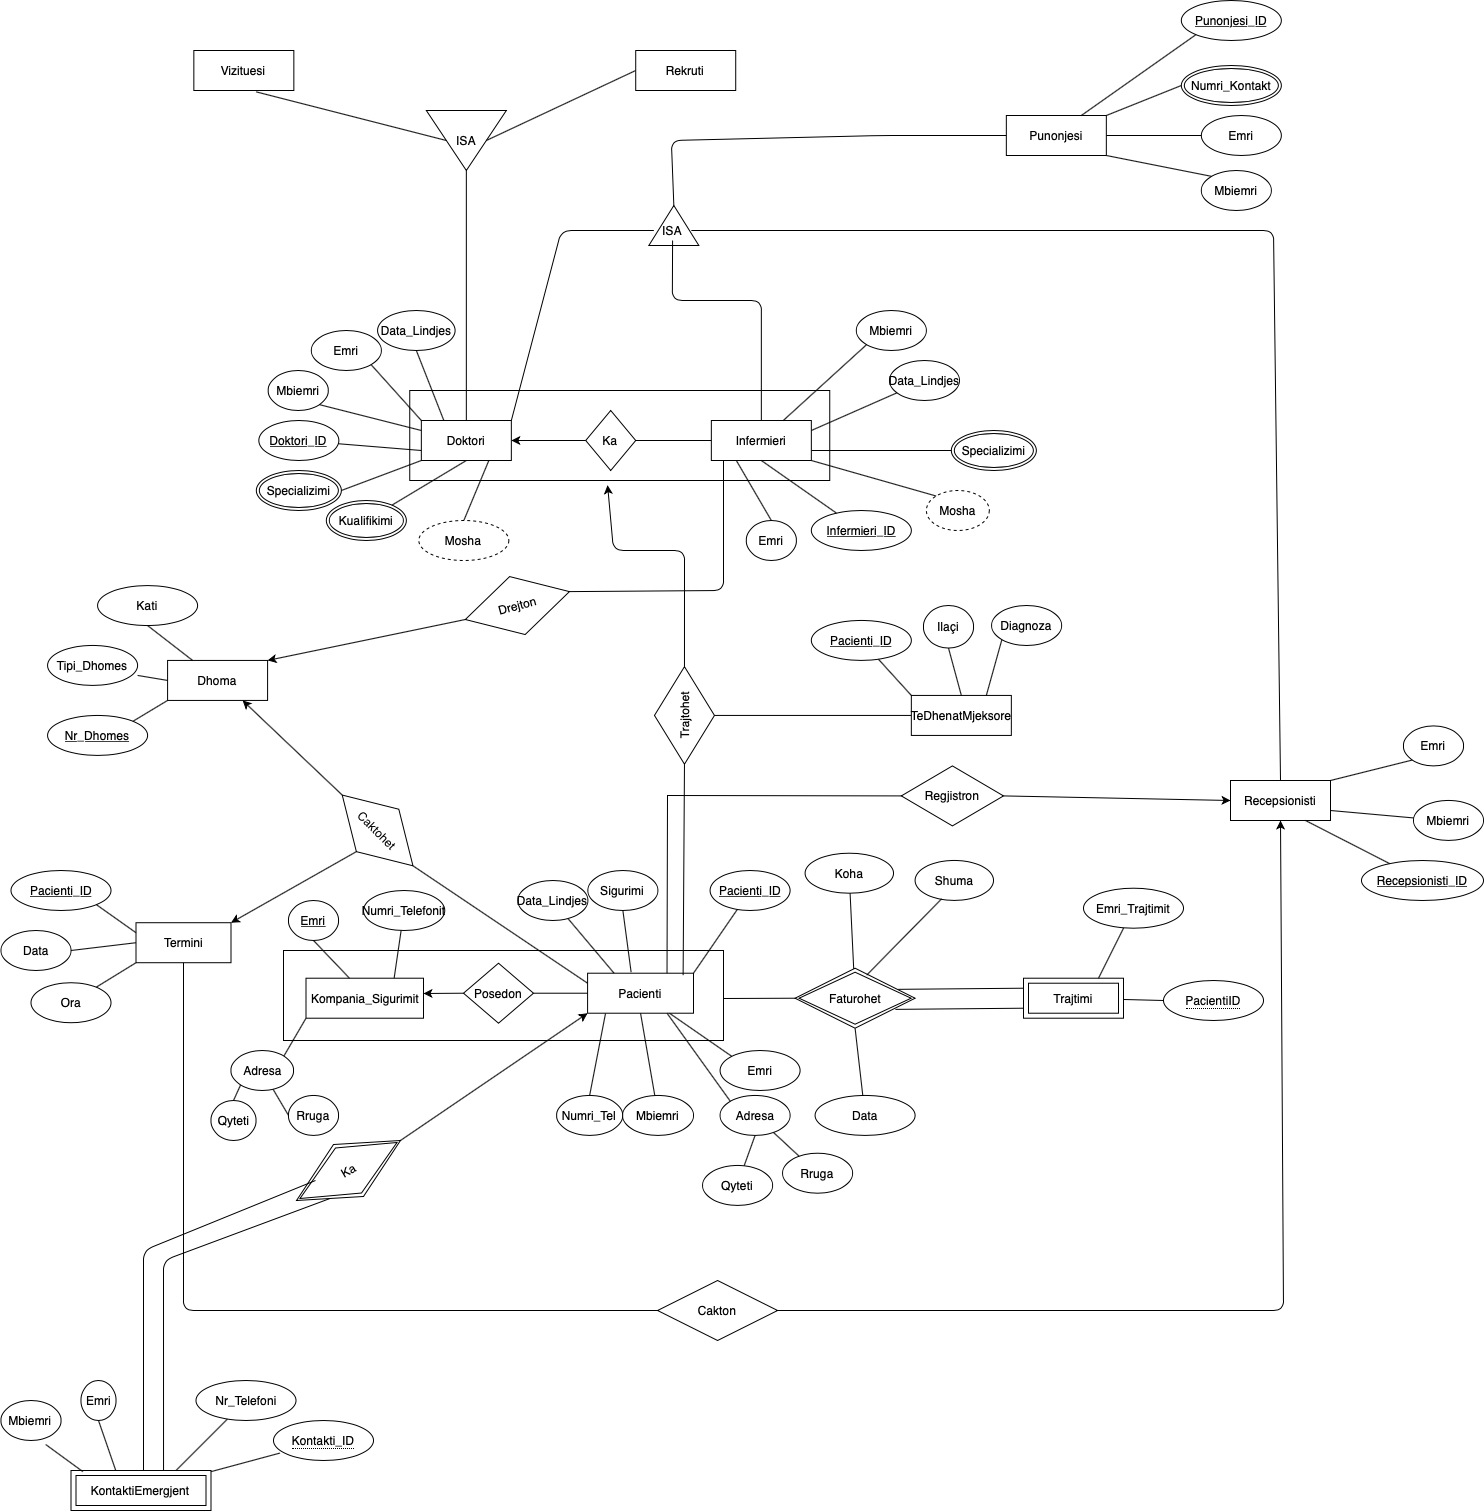 Punonjesi_ID
Vizituesi
Rekruti
Numri_Kontakt
ISA
Punonjesi
Emri
Mbiemri
ISA
Data_Lindjes
Emri
Mbiemri
Mbiemri
Data_Lindjes
Doktori_ID
Doktori
Ka
Infermieri
Specializimi
Specializimi
Kualifikimi
Mosha
Mosha
Emri
Infermieri_ID
Kati
Drejton
Tipi_Dhomes
Dhoma
Nr_Dhomes
Pacienti_ID
Ilaçi
Diagnoza
Trajtohet
TeDhenatMjeksore
Emri
Regjistron
Recepsionisti
Mbiemri
Recepsionisti_ID
Caktohet
Pacienti_ID
Termini
Data
Ora
Emri
Numri_Telefonit
Data_Lindjes
Sigurimi
Pacienti_ID
Koha
Shuma
Emri_Trajtimit
Kompania_Sigurimit
Posedon
Pacienti
Faturohet
Trajtimi
PacientiID
Adresa
Qyteti
Rruga
Emri
Numri_Tel
Mbiemri
Adresa
Data
Qyteti
Rruga
Ka
Cakton
Mbiemri
Emri
Nr_Telefoni
Kontakti_ID
KontaktiEmergjent